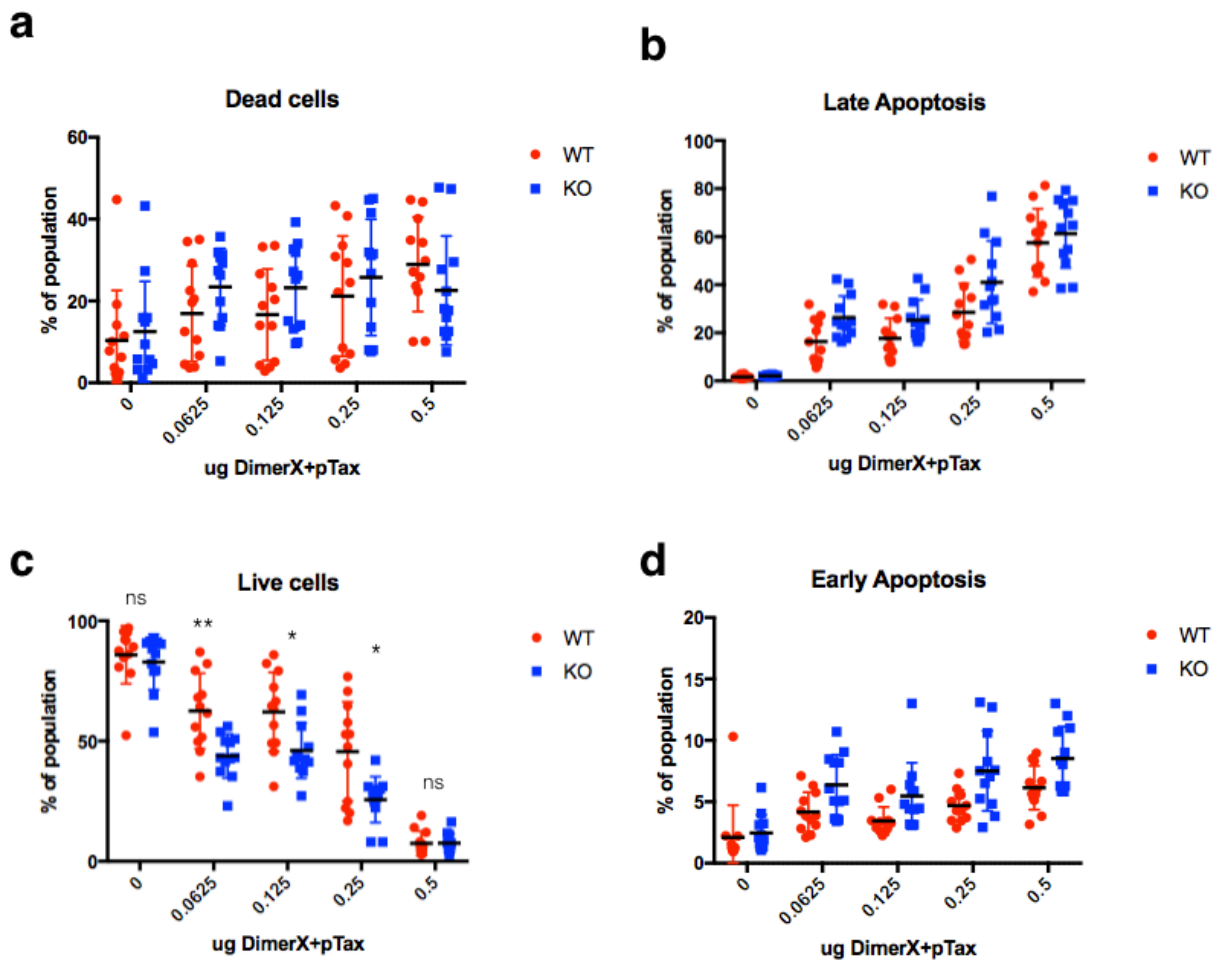 a
Dead cells
60
40
20
0
% of population
0
0.0625
0.125
0.25
0.5
ug DimerX+pTax
WT
KO
b
Late Apoptosis
100
80
60
40
20
0
% of population
0
0.0625
0.125
0.25
0.5
ug DimerX+pTax
WT
KO
c
Live cells
ns
**
*
*
ns
100
50
0
% of population
0
0.0625
0.125
0.25
0.5
ug DimerX+pTax
WT
KO
d
Early Apoptosis
20
15
10
5
0
% of population
0
0.0625
0.125
0.25
0.5
ug DimerX+pTax
WT
KO